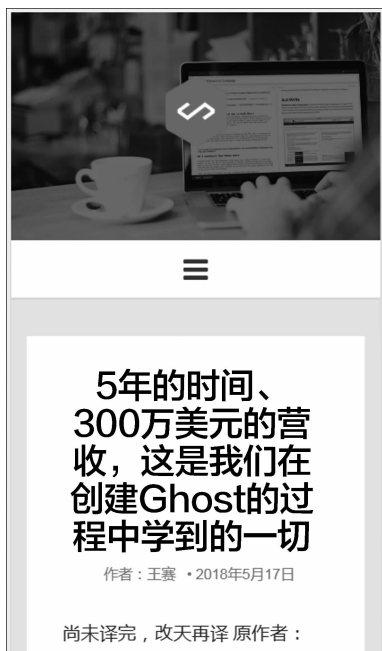 5年的时间、
300万美元的营
收，这是我们在
创建Ghost的过
程中学到的一切
作者：王赛 • 2018年5月17日
尚未译完，改天再译 原作者：